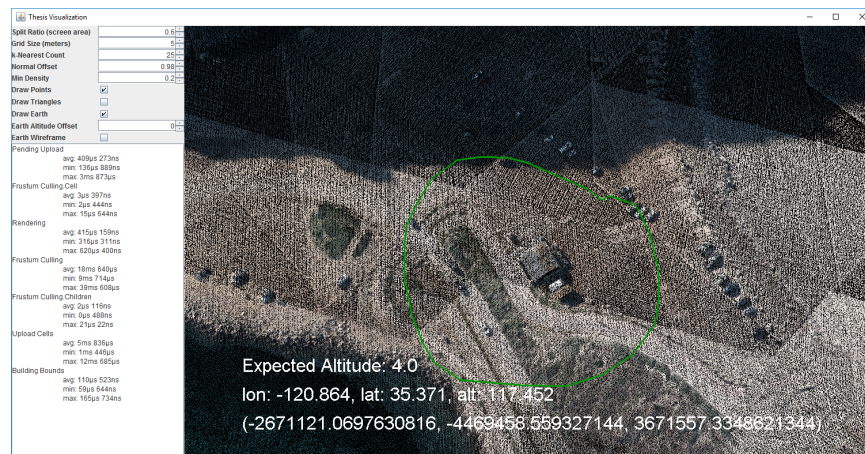 Thesis Visualization
Split Ratio (screen area) 0.6
Grid Size (meters) 5
k-Nearest Count 25
Normal Offset 0.98
Min Density 0.2
Draw Points
Draw Triangles
Draw Earth
Earth Altitude Offset 0
Earth Wireframe
Pending Upload
avg: 409µs 273ns
min: 136µs 889ns
max: 3ms 873µs
Frustum Culling.Cell
avg: 3µs 397ns
min: 2µs 444ns
max: 15µs 644ns
Rendering
avg: 415µs 159ns
min: 316µs 311ns
max: 620µs 400ns
Frustum Culling
avg: 18ms 640µs
min: 9ms 714µs
max: 39ms 608µs
Frustum Culling.Children
avg: 2µs 116ns
min: 0µs 488ns
max: 21µs 22ns
Upload Cells
avg: 5ms 836µs
min: 1ms 446µs
max: 12ms 685µs
Building Bounds
avg: 110µs 523ns
min: 59µs 644ns
max: 165µs 734ns
Expected Altitude: 4.0
lon: -120.864, lat: 35.371, alt: 117.452
(-2671121.0697630816, -4469458.559327144, 3671557.3348621344)